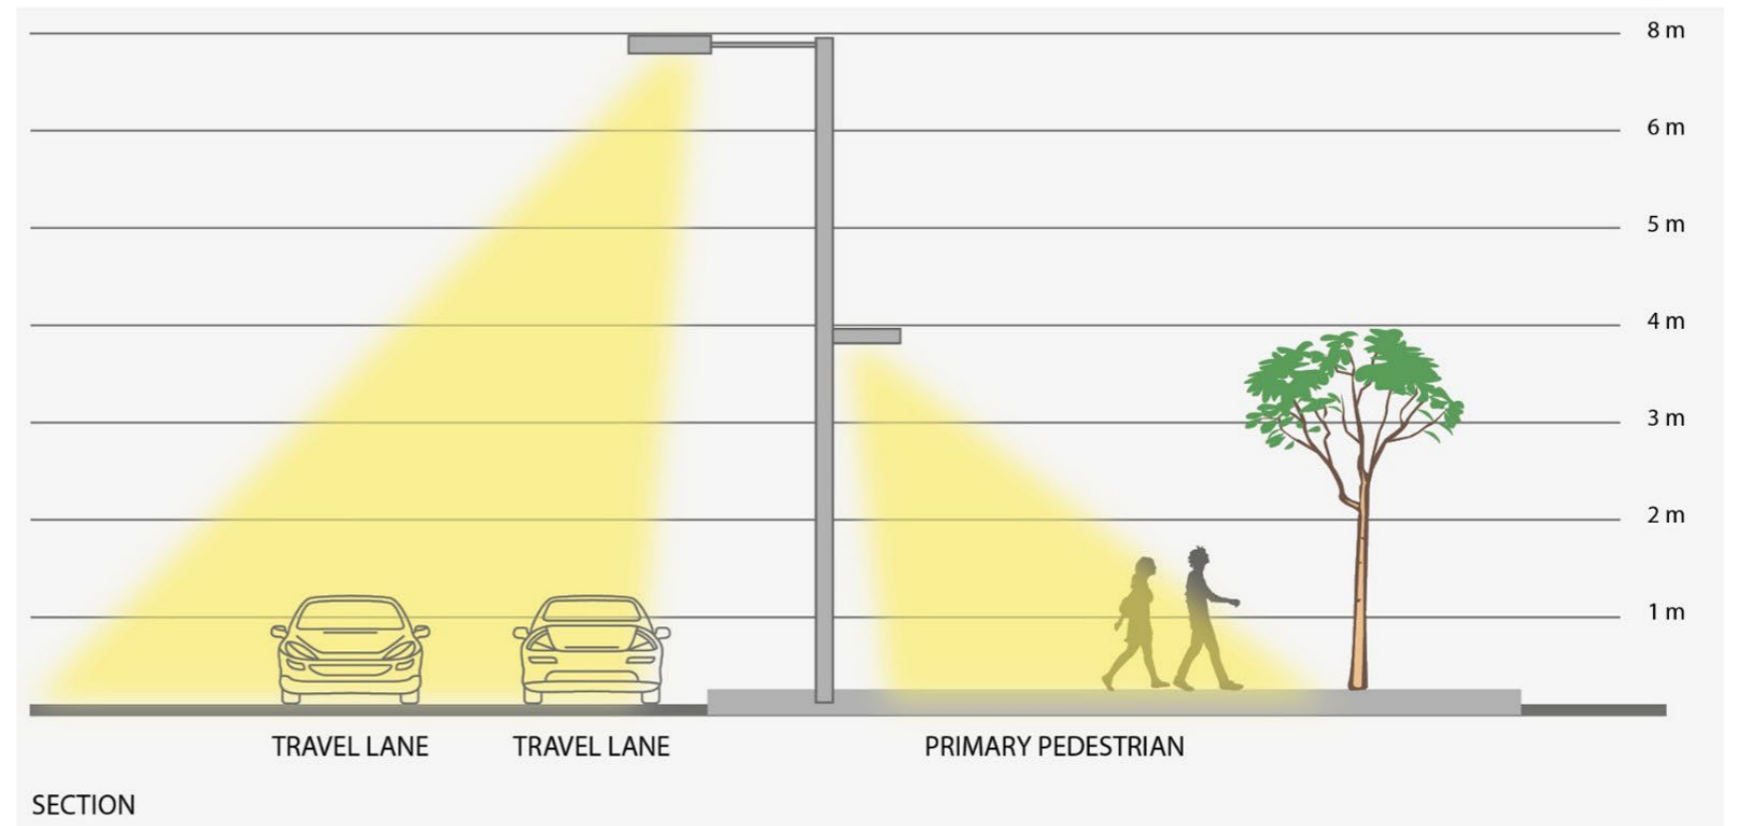 8 m
6 m
5 m
4 m
3 m
2 m
1 m
TRAVEL LANE TRAVEL LANE PRIMARY PEDESTRIAN
SECTION